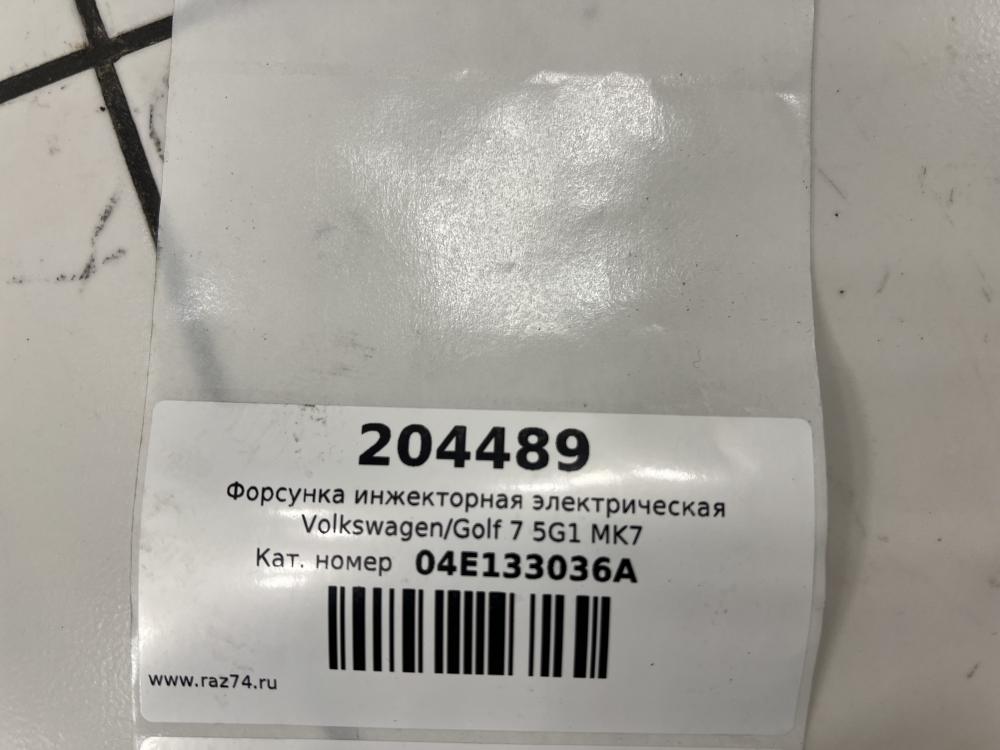 204489
Форсунка инжекторная электрическая
Volkswagen/Golf 7 5G1 MK7
Кат. номер 04E133036A
www.raz74.ru